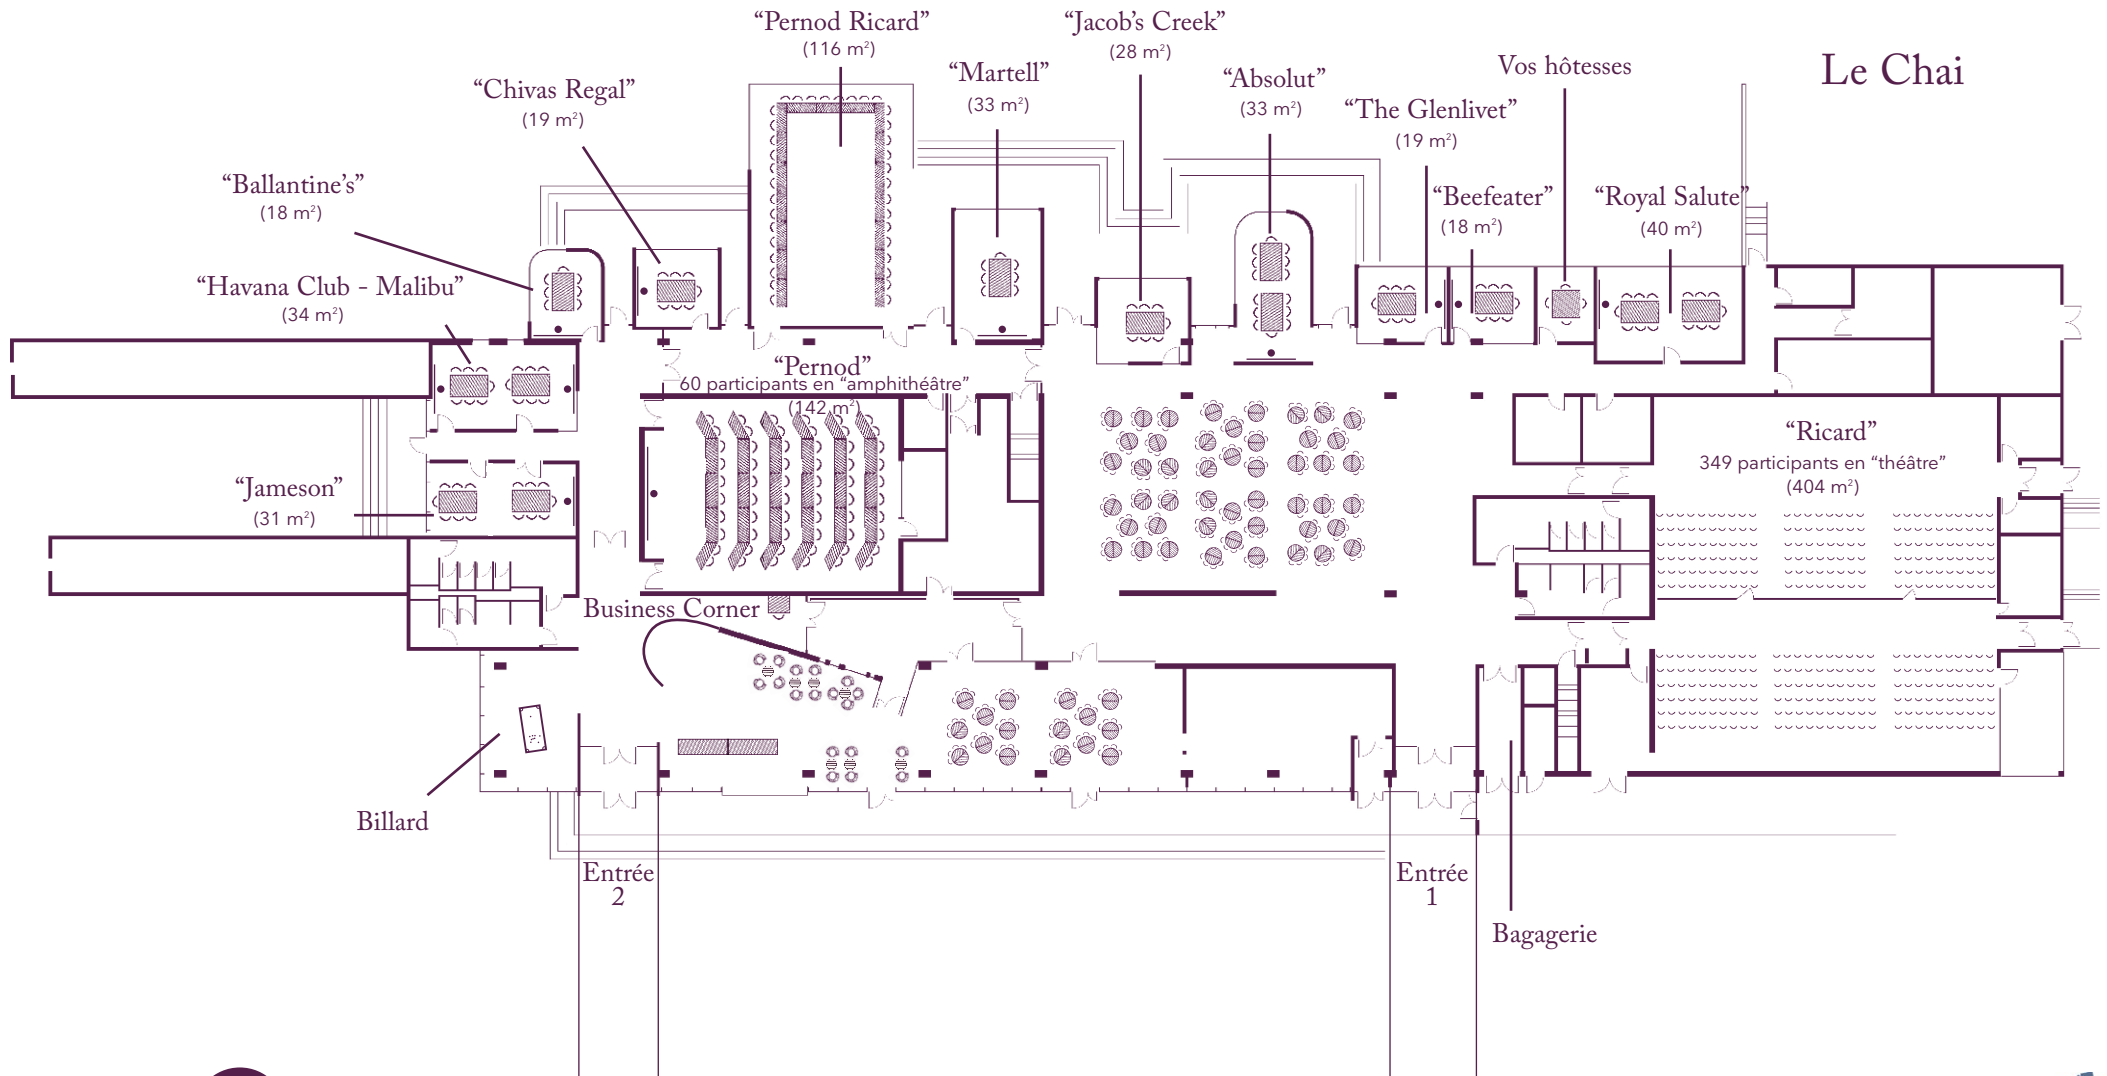 “Pernod Ricard”
(116 m²)
“Jacob’s Creek”
(28 m²)
“Martell”
(33 m²)
“Absolut”
(33 m²)
Vos hôtesses
Le Chai
“Chivas Regal”
(19 m²)
“The Glenlivet”
(19 m²)
“Ballantine’s”
(18 m²)
“Beefeater”
(18 m²)
“Royal Salute”
(40 m²)
“Havana Club - Malibu”
(34 m²)
“Pernod”
60 participants en “amphithéâtre”
(142 m²)
“Ricard”
349 participants en “théâtre”
(404 m²)
“Jameson”
(31 m²)
Business Corner
Billard
Entrée
2
Entrée
1
Bagagerie